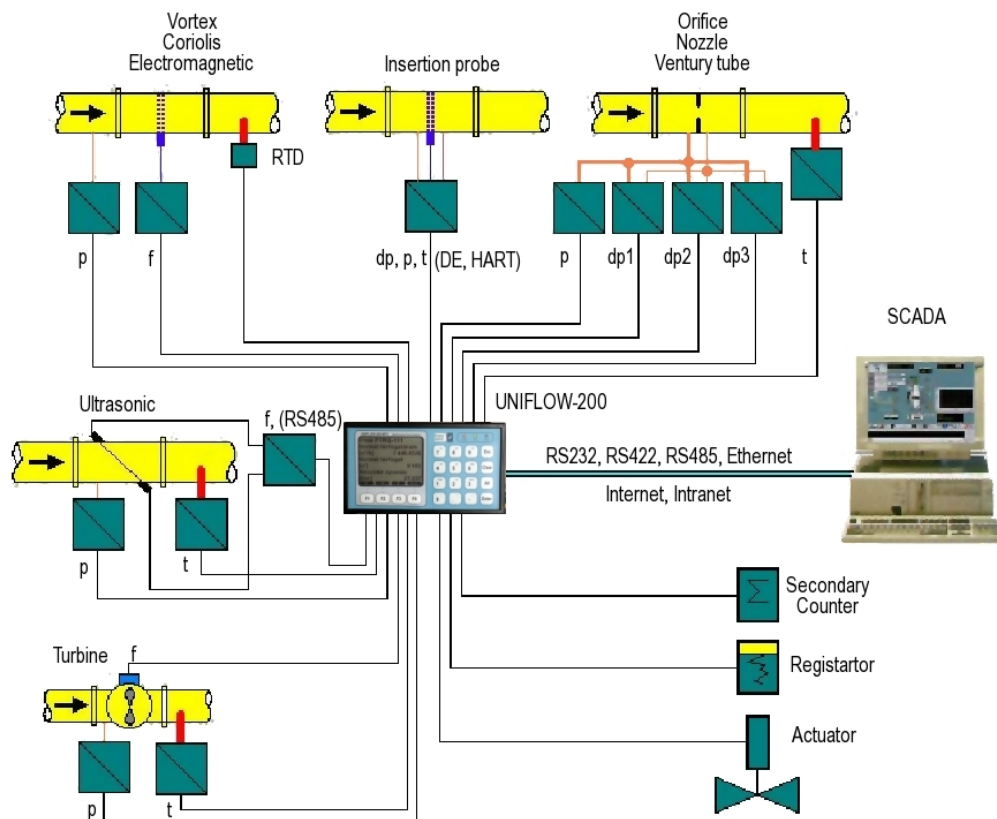 Vortex
Coriolis
Electromagnetic
Insertion probe
Orifice
Nozzle
Ventury tube
RTD
p
f
dp, p, t (DE, HART)
p
dp1
dp2
dp3
t
SCADA
UNIFLOW-200
Ultrasonic
f, (RS485)
RS232, RS422, RS485, Ethernet
Internet, Intranet
p
t
Secondary
Counter
Turbine
f
Registartor
Actuator
p
t